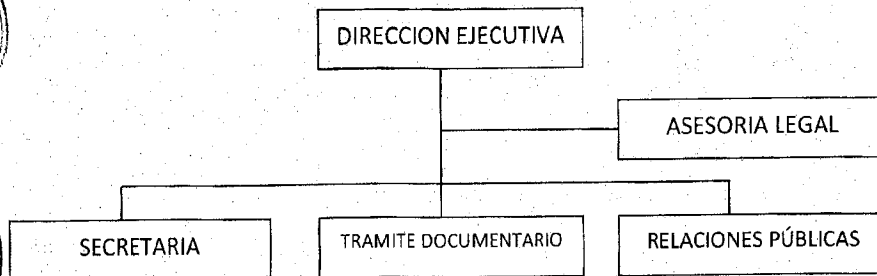 DIRECCION EJECUTIVA
ASESORIA LEGAL
SECRETARIA
TRAMITE DOCUMENTARIO
RELACIONES PÚBLICAS